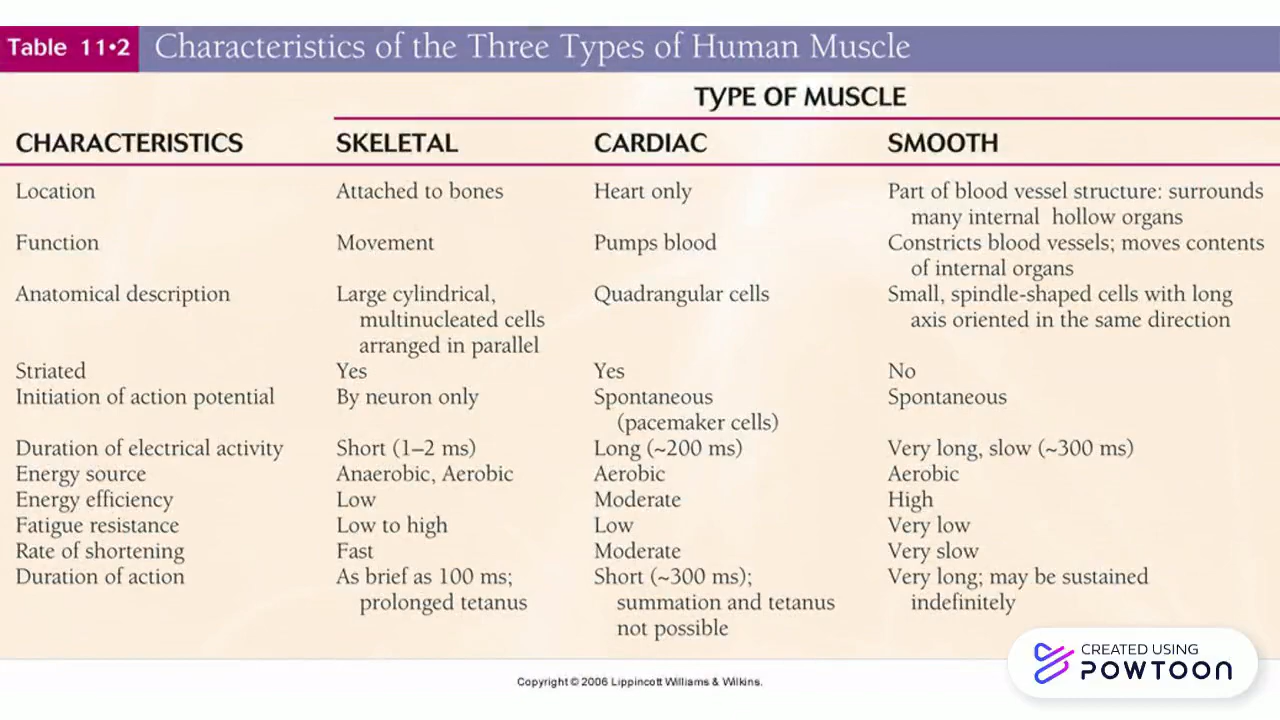 Table 11•2 Characteristics of the Three Types of Human Muscle
TYPE OF MUSCLE
CHARACTERISTICS SKELETAL CARDIAC SMOOTH
Location Attached to bones Heart only Part of blood vessel structure: surrounds
many internal hollow organs
Function Movement Pumps blood Constricts blood vessels; moves contents
of internal organs
Anatomical description Large cylindrical, Quadrangular cells Small, spindle-shaped cells with long
multinucleated cells axis oriented in the same direction
arranged in parallel
Striated Yes Yes No
Initiation of action potential By neuron only Spontaneous Spontaneous
(pacemaker cells)
Duration of electrical activity Short (1–2 ms) Long (~200 ms) Very long, slow (~300 ms)
Energy source Anaerobic, Aerobic Aerobic Aerobic
Energy efficiency Low Moderate High
Fatigue resistance Low to high Low Very low
Rate of shortening Fast Moderate Very slow
Duration of action As brief as 100 ms; Short (~300 ms); Very long; may be sustained
prolonged tetanus summation and tetanus indefinitely
not possible
CREATED USING
POWTOON
Copyright © 2006 Lippincott Williams & Wilkins.